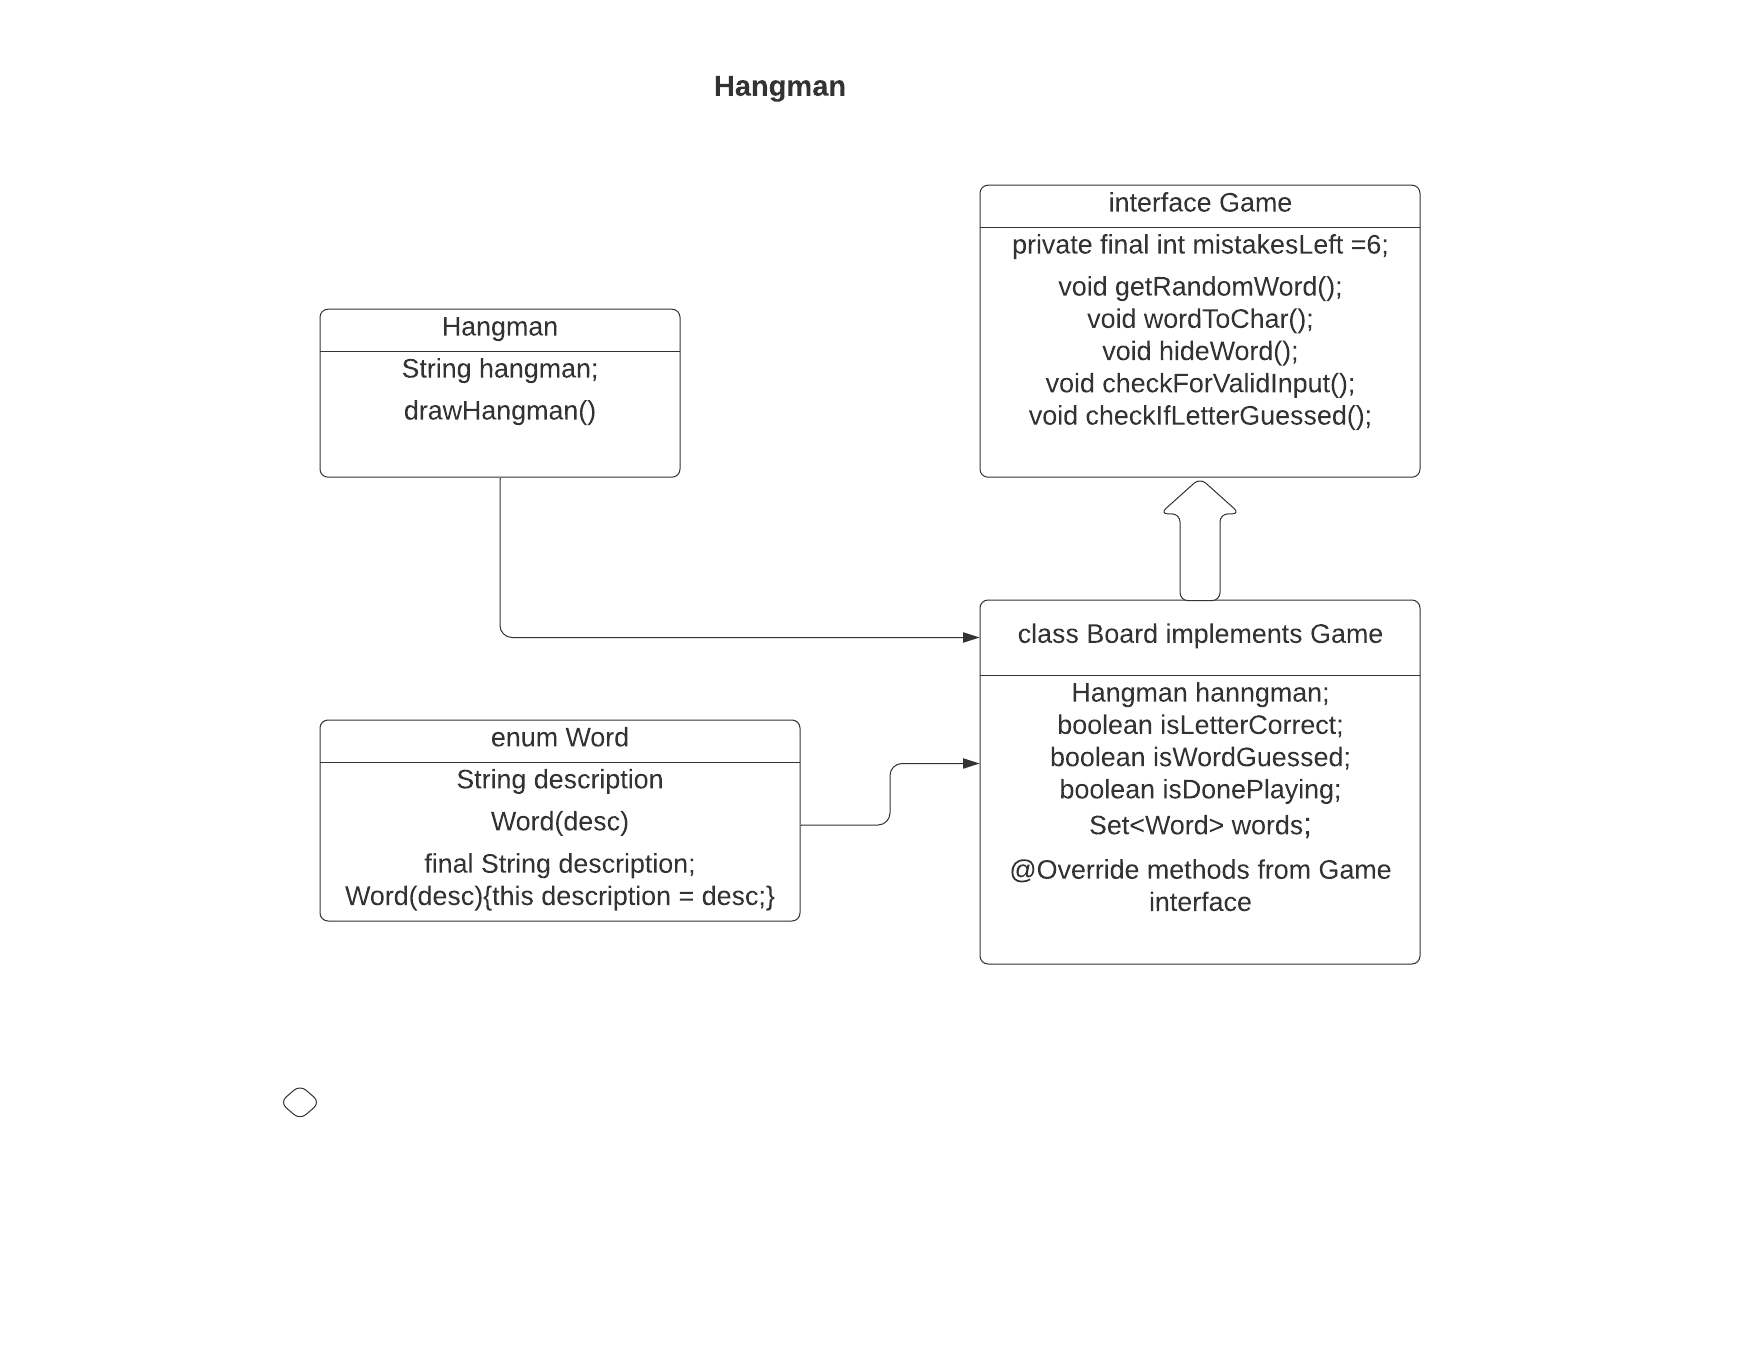 Hangman
interface Game
private final int mistakesLeft =6;
void getRandomWord();
void wordToChar();
void hideWord();
void checkForValidInput();
void checkIfLetterGuessed();
Hangman
String hangman;
drawHangman()
class Board implements Game
Hangman hanngman;
boolean isLetterCorrect;
boolean isWordGuessed;
boolean isDonePlaying;
Set<Word> words;
@Override methods from Game
interface
enum Word
String description
Word(desc)
final String description;
Word(desc){this description = desc;}